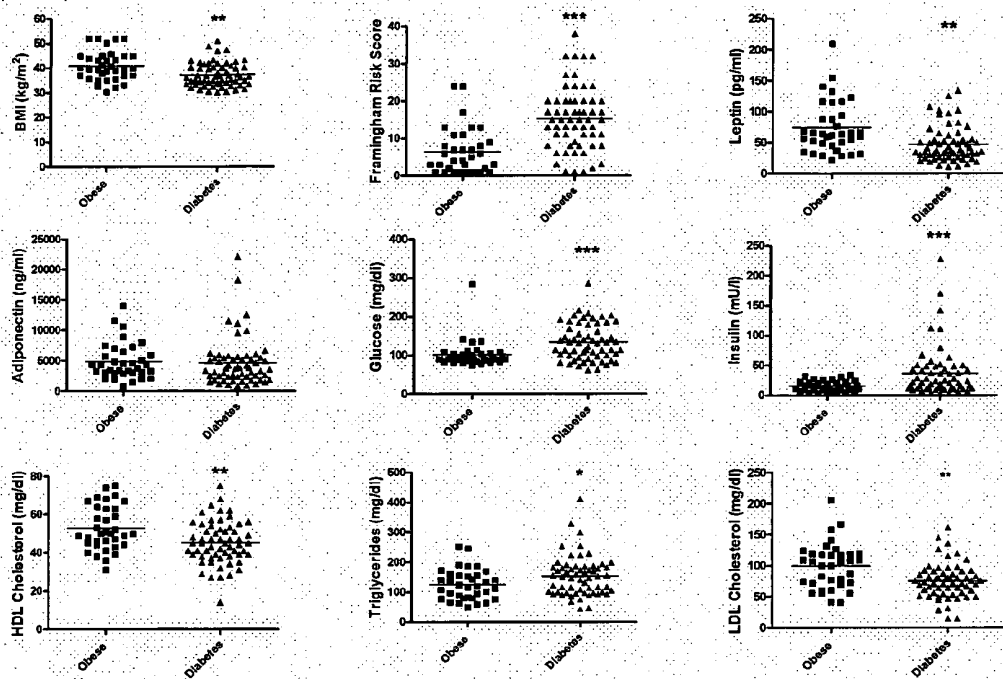 **
BMI (kg/m²)
60
50
40
30
20
10
0
Obese
Diabetes
***
Framingham Risk Score
40
30
20
10
0
Obese
Diabetes
**
Leptin (pg/ml)
250
200
150
100
50
0
Obese
Diabetes
Adiponectin (ng/ml)
25000
20000
15000
10000
5000
0
Obese
Diabetes
***
Glucose (mg/dl)
400
300
200
100
0
Obese
Diabetes
***
Insulin (mU/l)
250
200
150
100
50
0
Obese
Diabetes
**
HDL Cholesterol (mg/dl)
80
60
40
20
0
Obese
Diabetes
*
Triglycerides (mg/dl)
500
400
300
200
100
0
Obese
Diabetes
**
LDL Cholesterol (mg/dl)
250
200
150
100
50
0
Obese
Diabetes